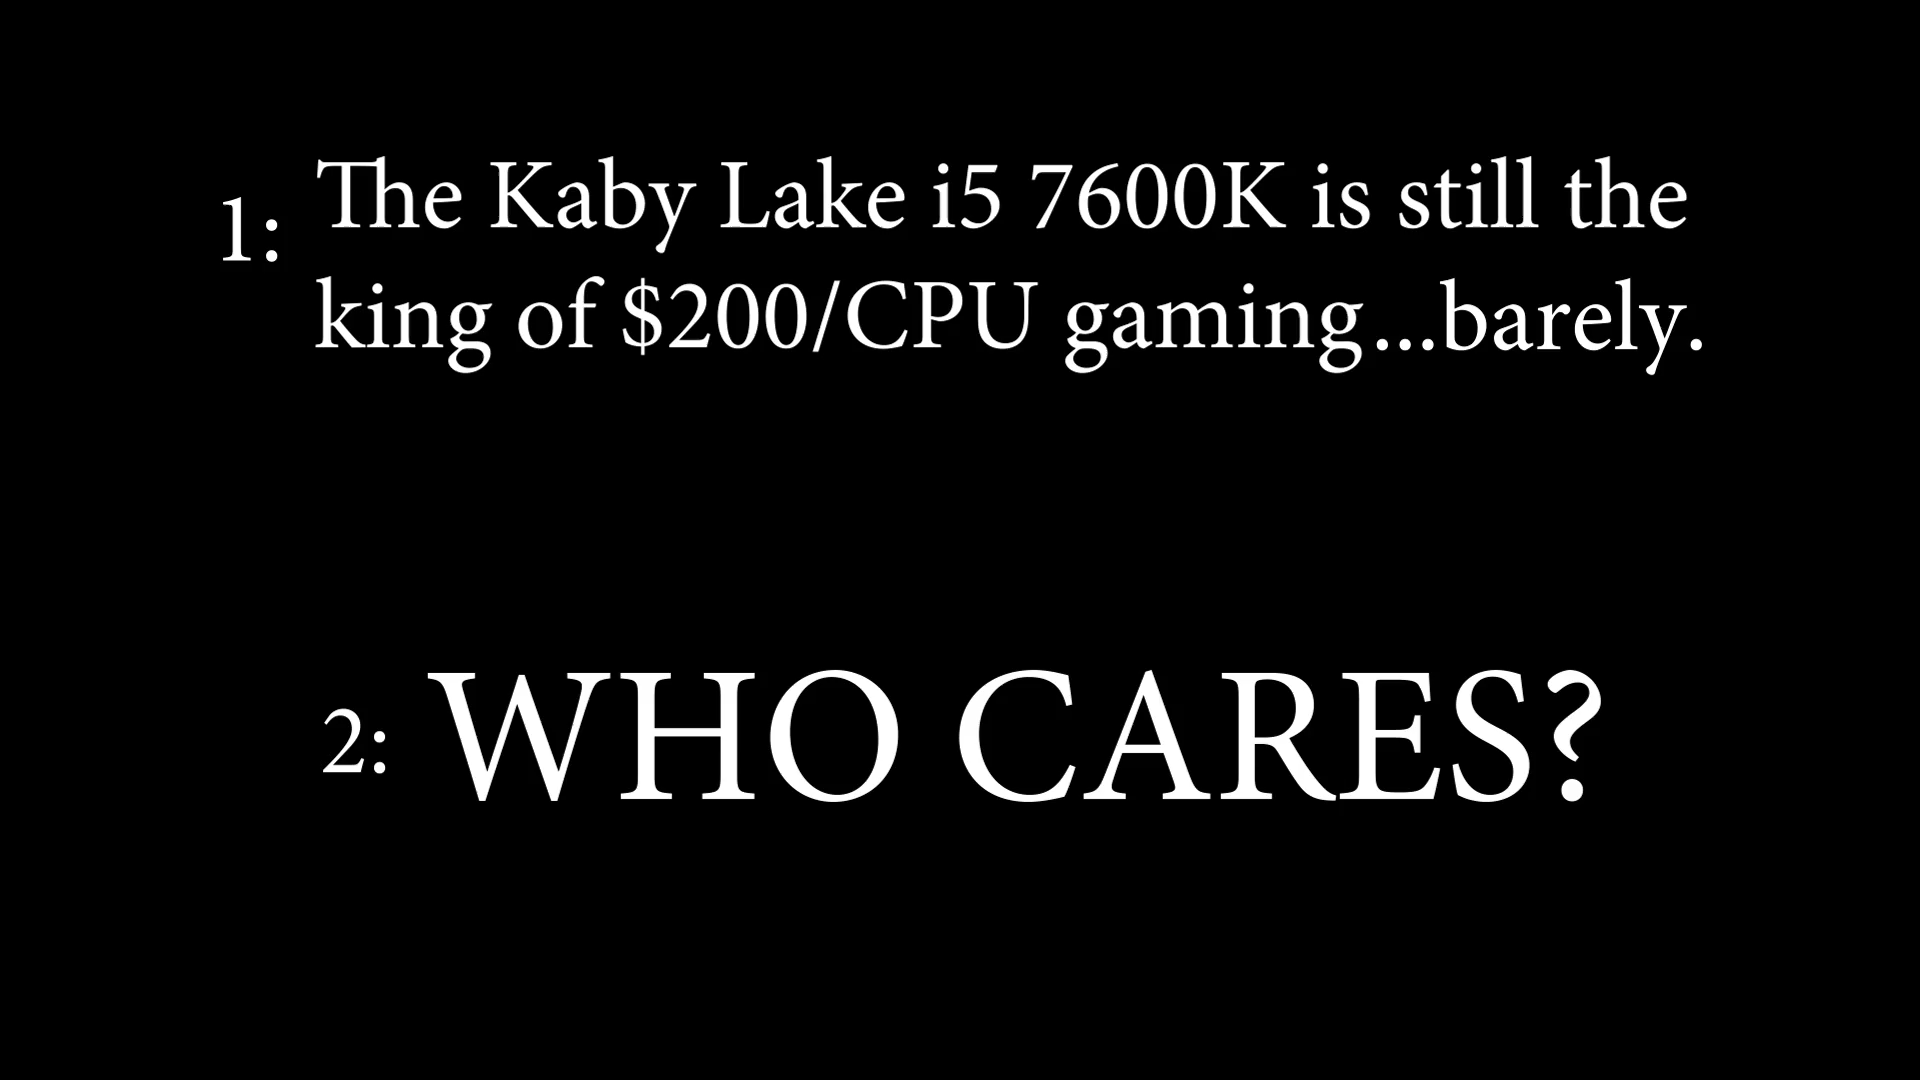 1: The Kaby Lake i5 7600K is still the
king of $200/CPU gaming...barely.
2: WHO CARES?